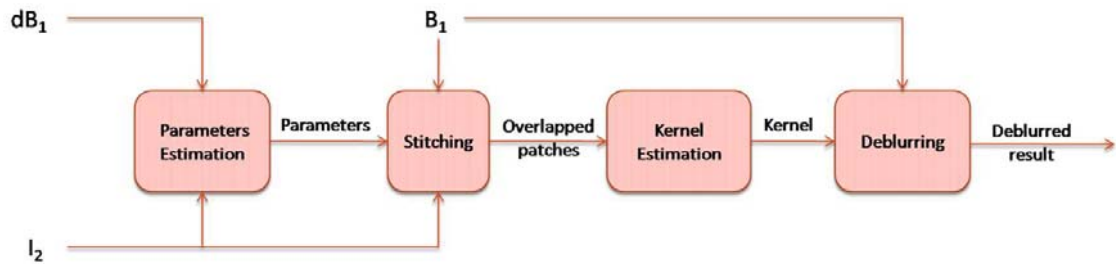 dB₁
B₁
Parameters
Estimation
Parameters
Stitching
Overlapped
patches
Kernel
Estimation
Kernel
Deblurring
Deblurred
result
I₂